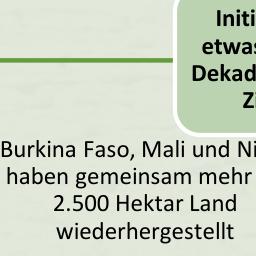 Initi
etwas
Dekad
Zi
Burkina Faso, Mali und Ni
haben gemeinsam mehr
2.500 Hektar Land
wiederhergestellt